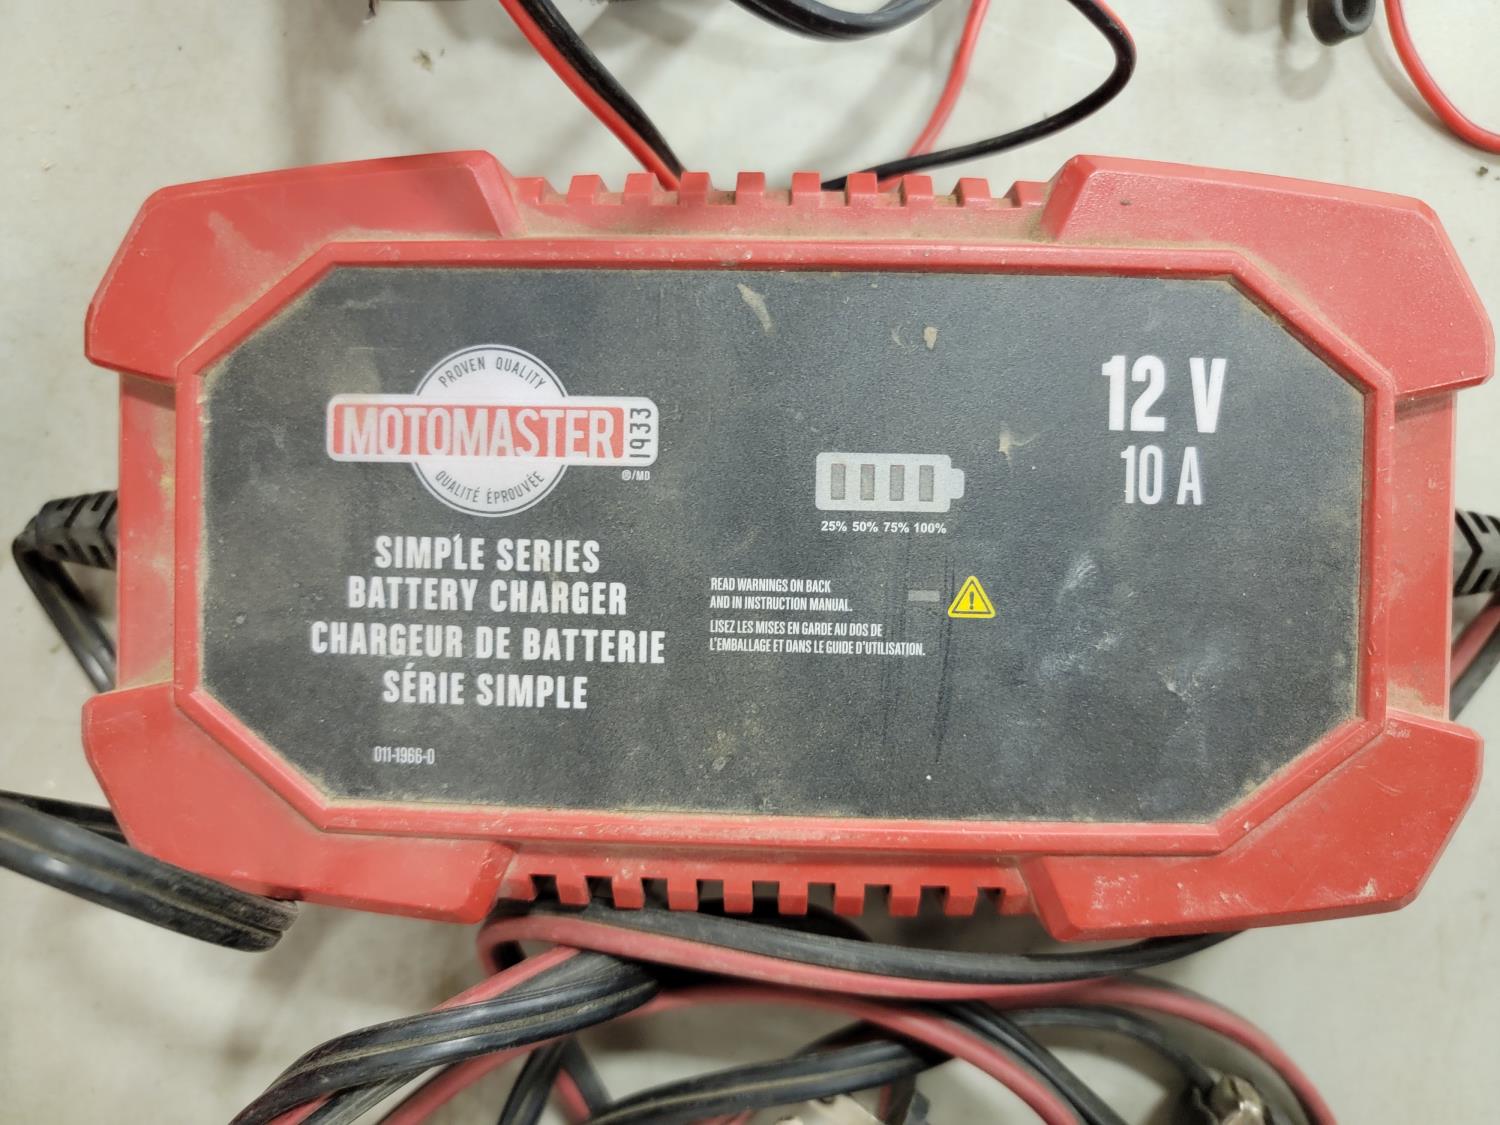 PROVEN QUALITY
MOTOMASTER 1933
®/MD
QUALITÉ ÉPROUVÉE
SIMPLE SERIES
BATTERY CHARGER
CHARGEUR DE BATTERIE
SÉRIE SIMPLE
011-1966-0
25% 50% 75% 100%
READ WARNINGS ON BACK
AND IN INSTRUCTION MANUAL.
LISEZ LES MISES EN GARDE AU DOS DE
L'EMBALLAGE ET DANS LE GUIDE D'UTILISATION.
!
12 V
10 A